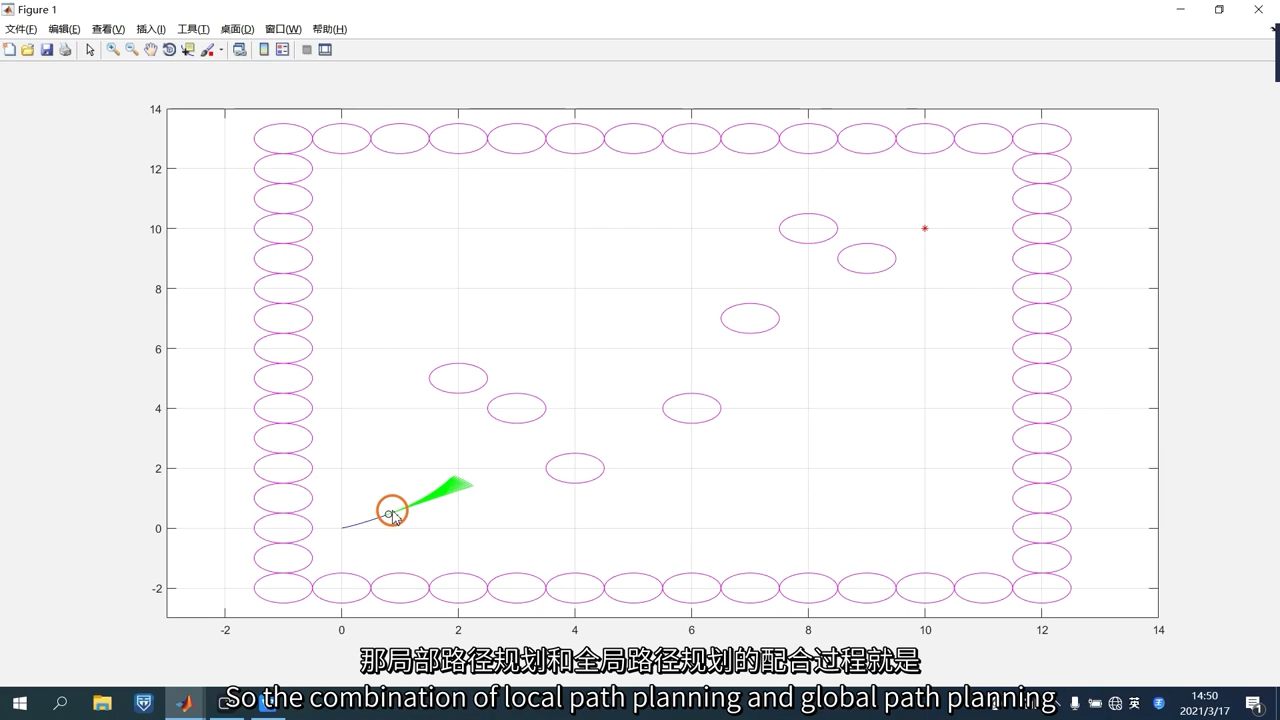 Figure 1
文件(F) 编辑(E) 查看(V) 插入(I) 工具(T) 桌面(D) 窗口(W) 帮助(H)
14
12
10
8
6
4
2
0
-2
-2 0 2 4 6 8 10 12 14
那局部路径规划和全局路径规划的配合过程就是
So the combination of local path planning and global path planning
英
14:50
2021/3/17
1